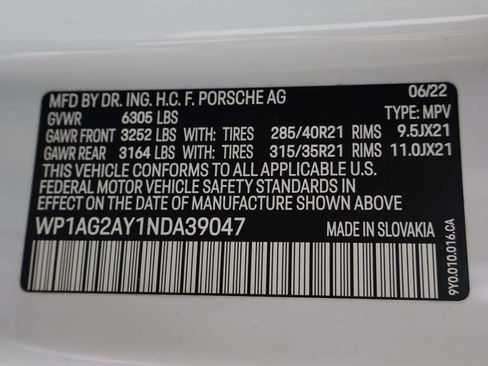 MFD BY DR. ING. H.C. F. PORSCHE AG 06/22
GVWR 6305 LBS TYPE: MPV
GAWR FRONT 3252 LBS WITH: TIRES 285/40R21 RIMS 9.5JX21
GAWR REAR 3164 LBS WITH: TIRES 315/35R21 RIMS 11.0JX21
THIS VEHICLE CONFORMS TO ALL APPLICABLE U.S.
FEDERAL MOTOR VEHICLE SAFETY STANDARDS IN
EFFECT ON THE DATE OF MANUFACTURE SHOWN ABOVE.
WP1AG2AY1NDA39047 MADE IN SLOVAKIA
9Y0.010.016.CA